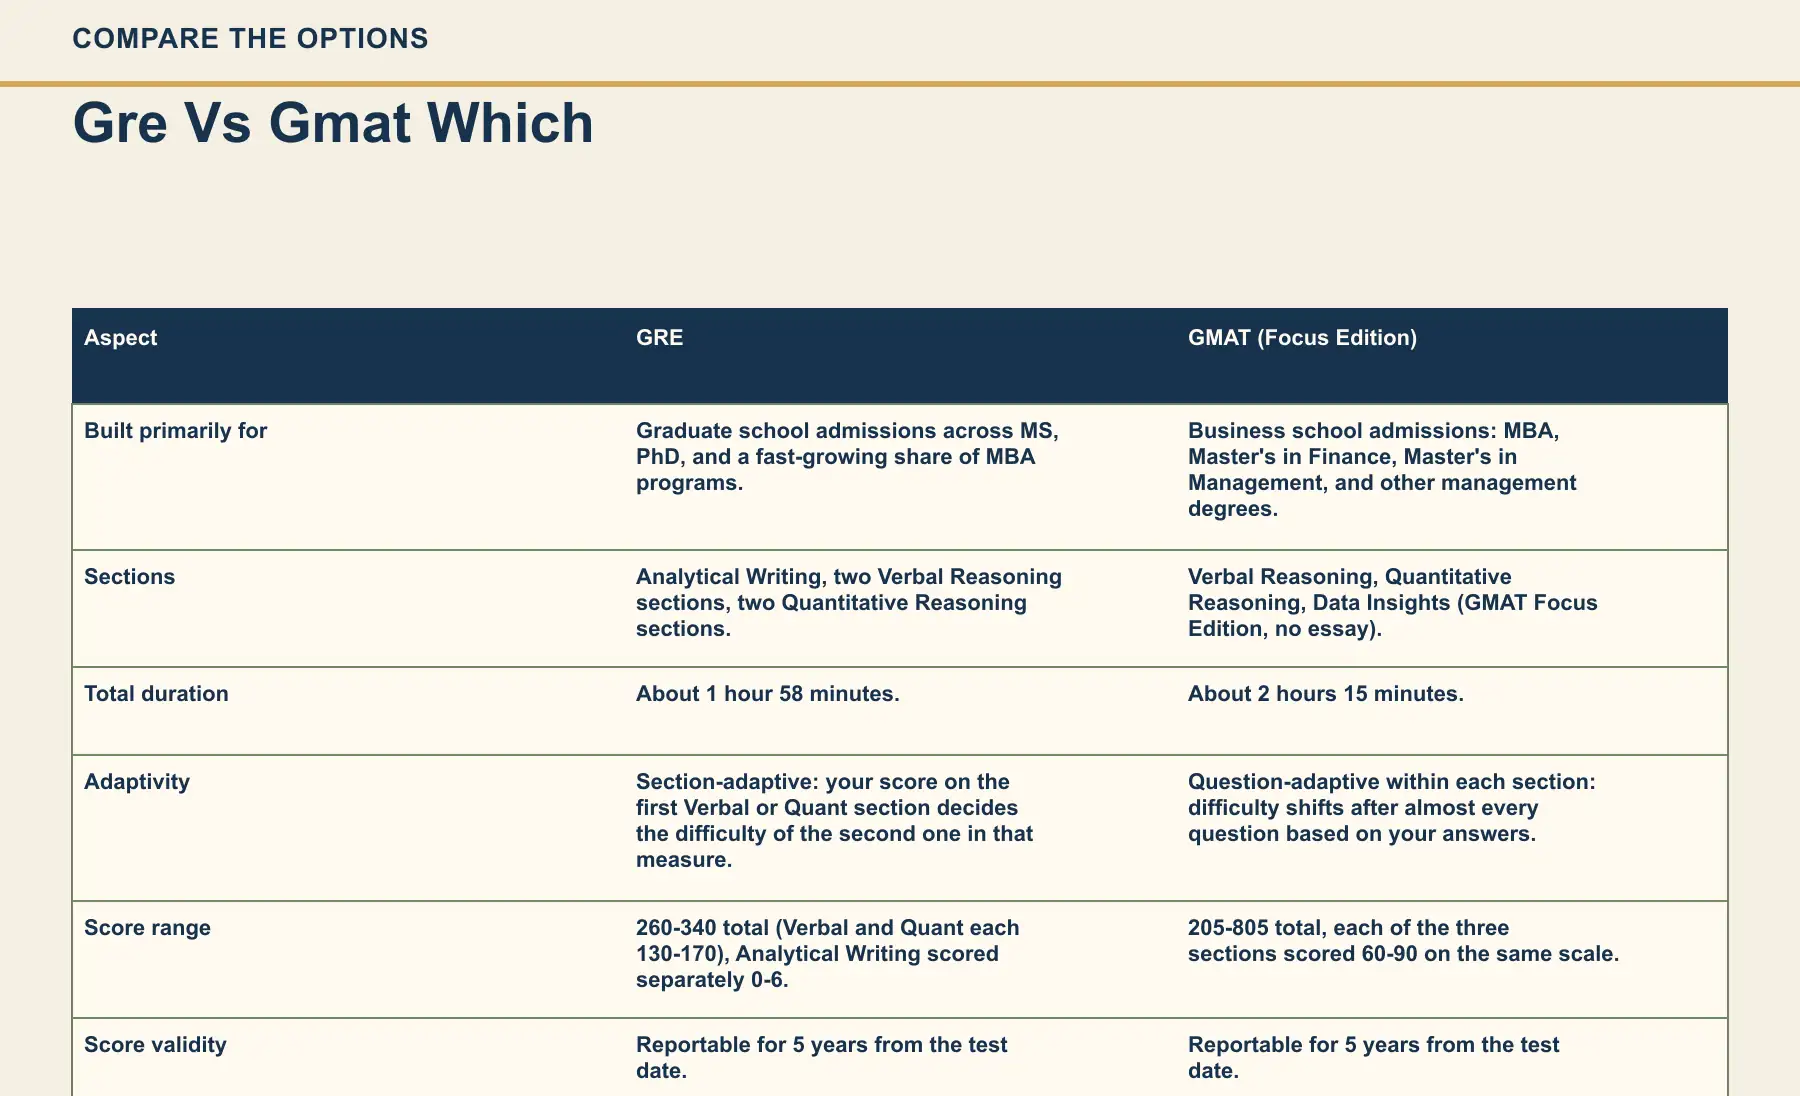 COMPARE THE OPTIONS
Gre Vs Gmat Which
Aspect
GRE
GMAT (Focus Edition)
Built primarily for
Graduate school admissions across MS,
PhD, and a fast-growing share of MBA
programs.
Business school admissions: MBA,
Master's in Finance, Master's in
Management, and other management
degrees.
Sections
Analytical Writing, two Verbal Reasoning
sections, two Quantitative Reasoning
sections.
Verbal Reasoning, Quantitative
Reasoning, Data Insights (GMAT Focus
Edition, no essay).
Total duration
About 1 hour 58 minutes.
About 2 hours 15 minutes.
Adaptivity
Section-adaptive: your score on the
first Verbal or Quant section decides
the difficulty of the second one in that
measure.
Question-adaptive within each section:
difficulty shifts after almost every
question based on your answers.
Score range
260-340 total (Verbal and Quant each
130-170), Analytical Writing scored
separately 0-6.
205-805 total, each of the three
sections scored 60-90 on the same scale.
Score validity
Reportable for 5 years from the test
date.
Reportable for 5 years from the test
date.